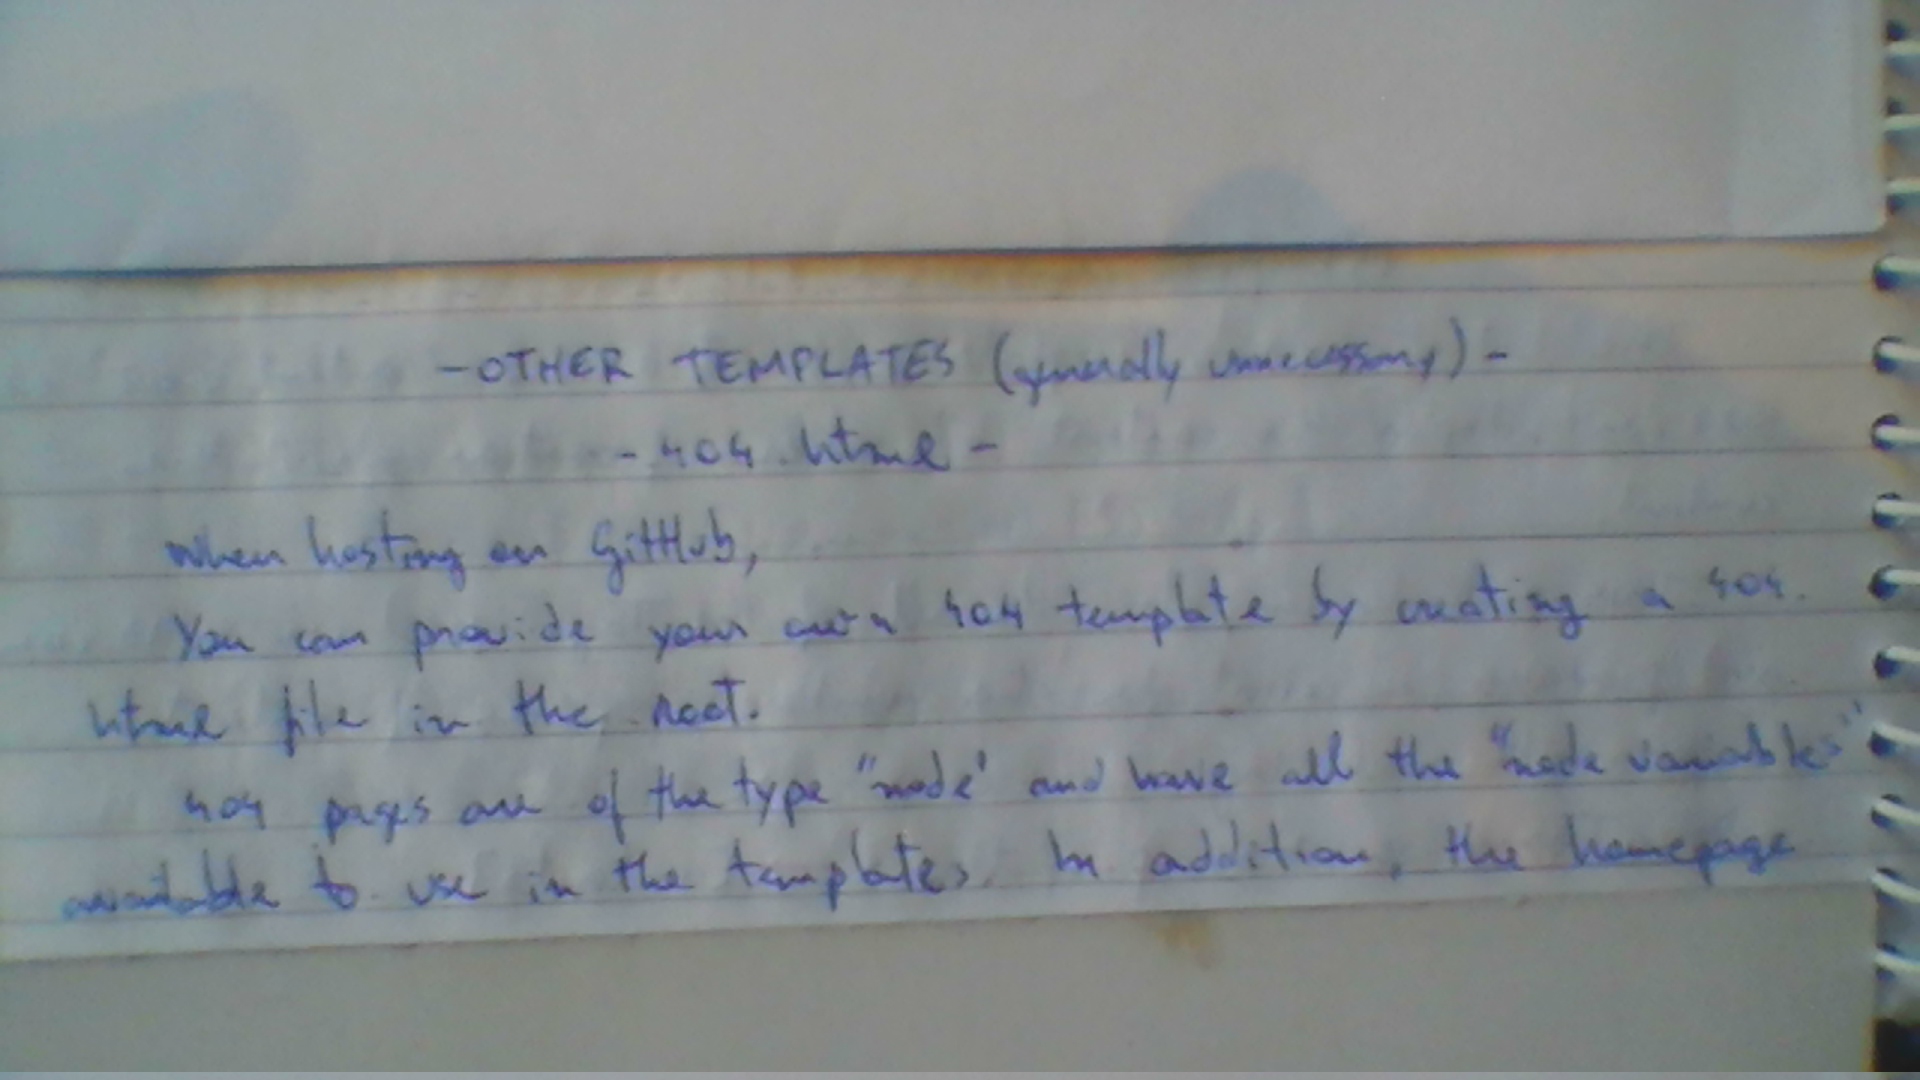 -OTHER TEMPLATES (generally unnecessary)-
- 404.html -
When hosting on GitHub,
You can provide your own 404 template by creating a 404.
html file in the root.
404 pages are of the type "node" and have all the "node variables"
available to use in the templates. In addition, the homepage